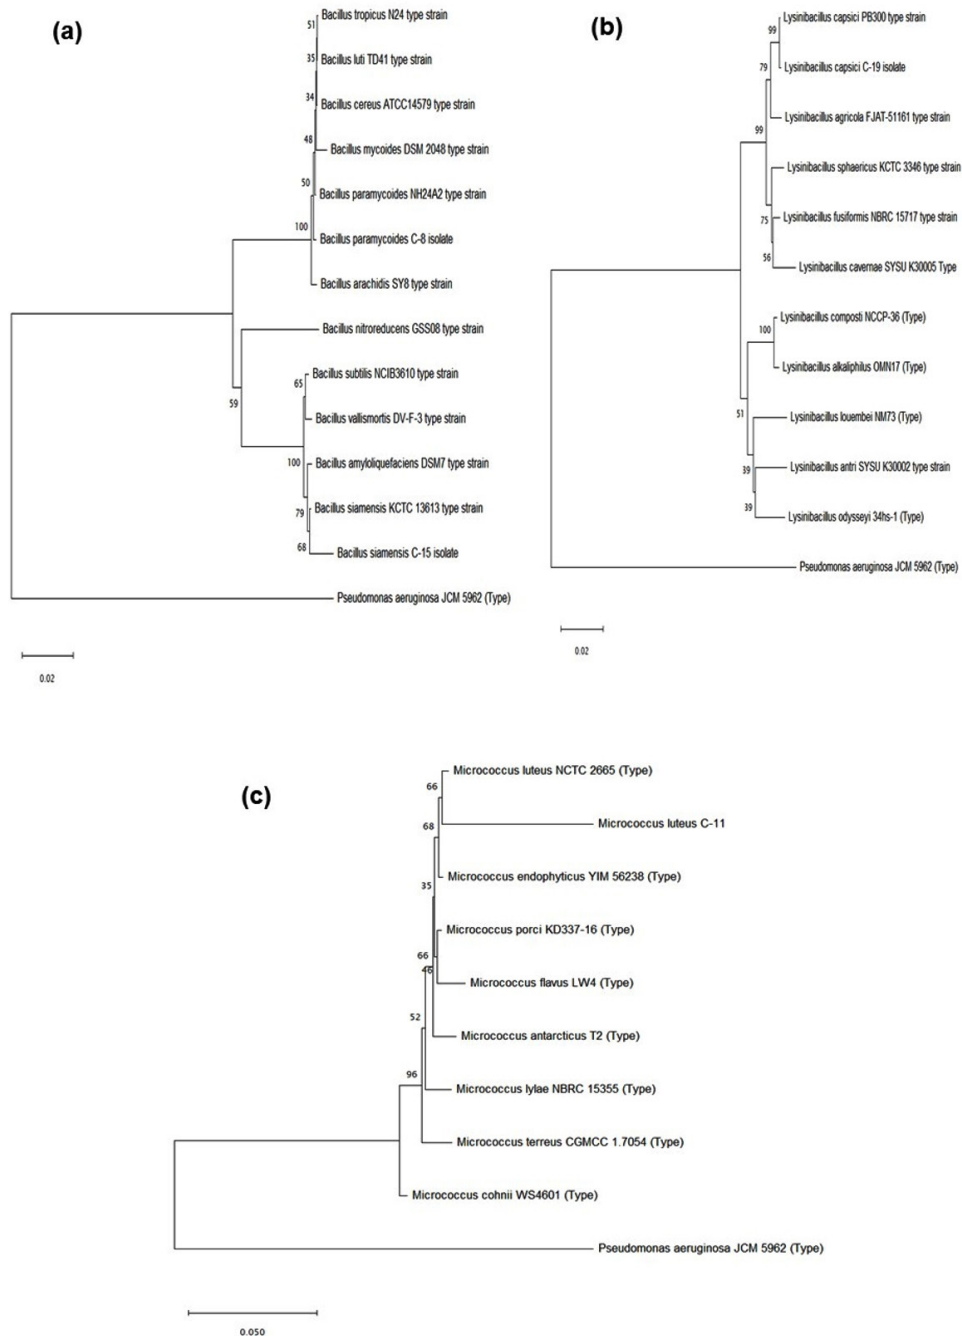 (a)
Bacillus tropicus N24 type strain
51
Bacillus luti TD41 type strain
35
Bacillus cereus ATCC14579 type strain
34
Bacillus mycoides DSM 2048 type strain
48
Bacillus paramycoides NH24A2 type strain
50
Bacillus paramycoides C-8 isolate
100
Bacillus arachidis SY8 type strain
Bacillus nitroreducens GSS08 type strain
59
Bacillus subtilis NCIB3610 type strain
65
Bacillus vallismortis DV-F-3 type strain
100
Bacillus amyloliquefaciens DSM7 type strain
79
Bacillus siamensis KCTC 13613 type strain
68
Bacillus siamensis C-15 isolate
Pseudomonas aeruginosa JCM 5962 (Type)
0.02
(b)
Lysinibacillus capsici PB300 type strain
99
Lysinibacillus capsici C-19 isolate
79
Lysinibacillus agricola FJAT-51161 type strain
99
Lysinibacillus sphaericus KCTC 3346 type strain
75
Lysinibacillus fusiformis NBRC 15717 type strain
56
Lysinibacillus cavernae SYSU K30005 Type
Lysinibacillus composti NCCP-36 (Type)
100
Lysinibacillus alkaliphilus OMN17 (Type)
51
Lysinibacillus louembei NM73 (Type)
39
Lysinibacillus antri SYSU K30002 type strain
39
Lysinibacillus odysseyi 34hs-1 (Type)
Pseudomonas aeruginosa JCM 5962 (Type)
0.02
(c)
Micrococcus luteus NCTC 2665 (Type)
66
Micrococcus luteus C-11
68
Micrococcus endophyticus YIM 56238 (Type)
35
Micrococcus porci KD337-16 (Type)
66
46
Micrococcus flavus LW4 (Type)
52
Micrococcus antarcticus T2 (Type)
96
Micrococcus lylae NBRC 15355 (Type)
Micrococcus terreus CGMCC 1.7054 (Type)
Micrococcus cohnii WS4601 (Type)
Pseudomonas aeruginosa JCM 5962 (Type)
0.050